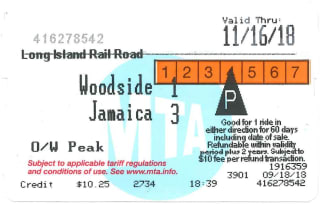 Valid Thru:
416278542
11/16/18
Long Island Rail Road
1 2 3 4 5 6 7
Woodside 1
Jamaica 3
P
MTA
Good for 1 ride in
either direction for 60 days
including date of sale.
Refundable within validity
period plus 2 years. Subject to
$10 fee per refund transaction.
O/W Peak
Subject to applicable tariff regulations
and conditions of use. See www.mta.info.
1916359
3901 09/18/18
Credit $10.25 2734 18:39 416278542